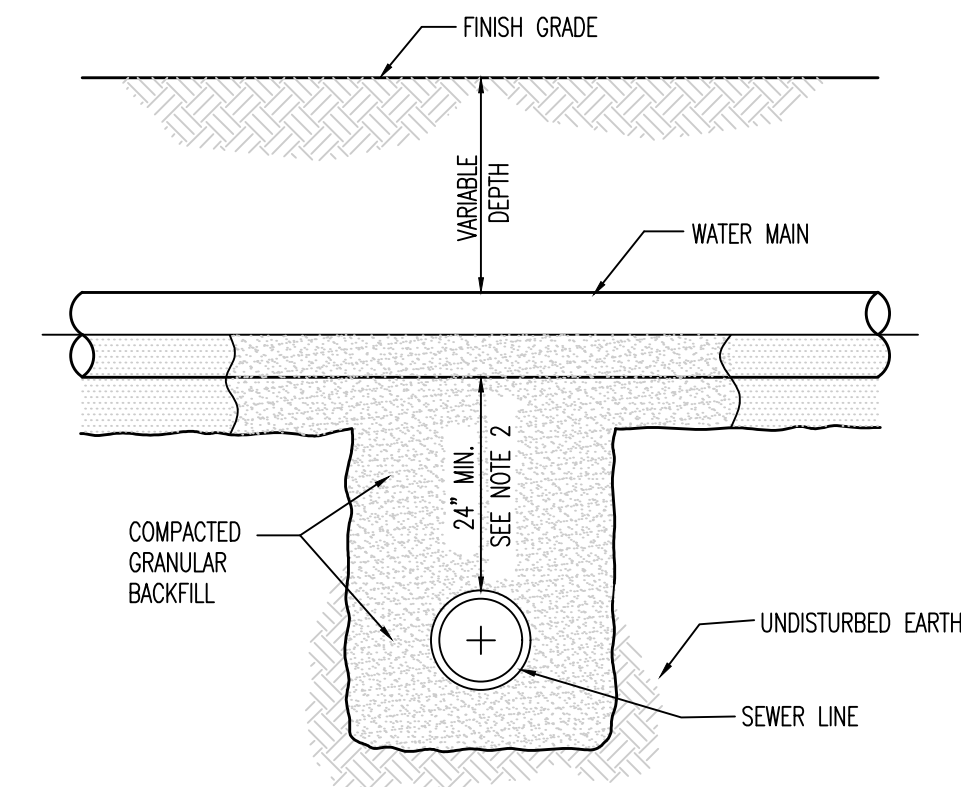 FINISH GRADE
VARIABLE
DEPTH
WATER MAIN
24" MIN.
SEE NOTE 2
COMPACTED
GRANULAR
BACKFILL
UNDISTURBED EARTH
SEWER LINE